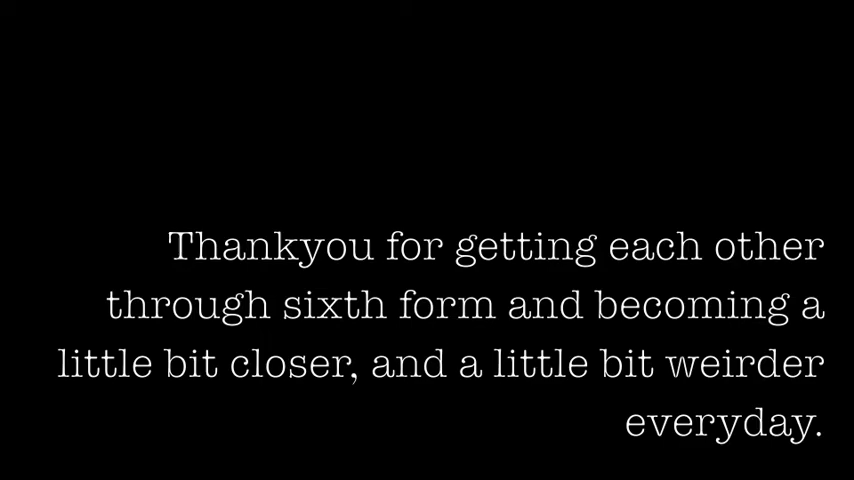 Thankyou for getting each other
through sixth form and becoming a
little bit closer, and a little bit weirder
everyday.